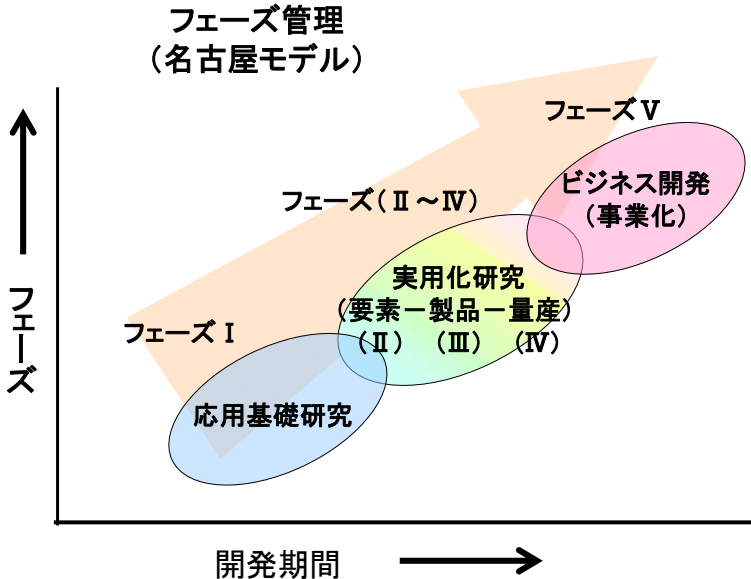 フェーズ管理
（名古屋モデル）
フェーズⅤ
ビジネス開発
（事業化）
フェーズ（Ⅱ～Ⅳ）
実用化研究
（要素－製品－量産）
（Ⅱ）　（Ⅲ）　（Ⅳ）
フェーズⅠ
応用基礎研究
フェーズ
開発期間